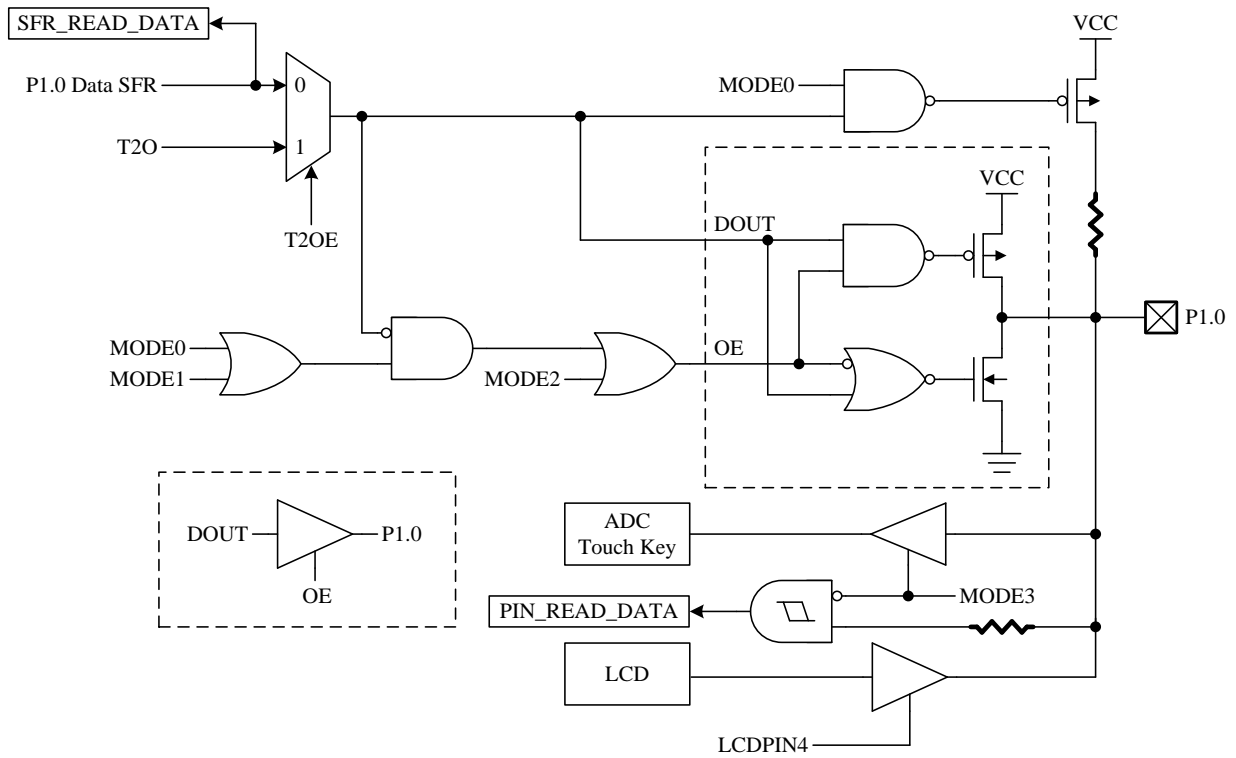 SFR_READ_DATA
VCC
P1.0 Data SFR
0
MODE0
T2O
1
T2OE
VCC
DOUT
P1.0
MODE0
MODE1
OE
MODE2
ADC
Touch Key
DOUT
P1.0
OE
MODE3
PIN_READ_DATA
LCD
LCDPIN4